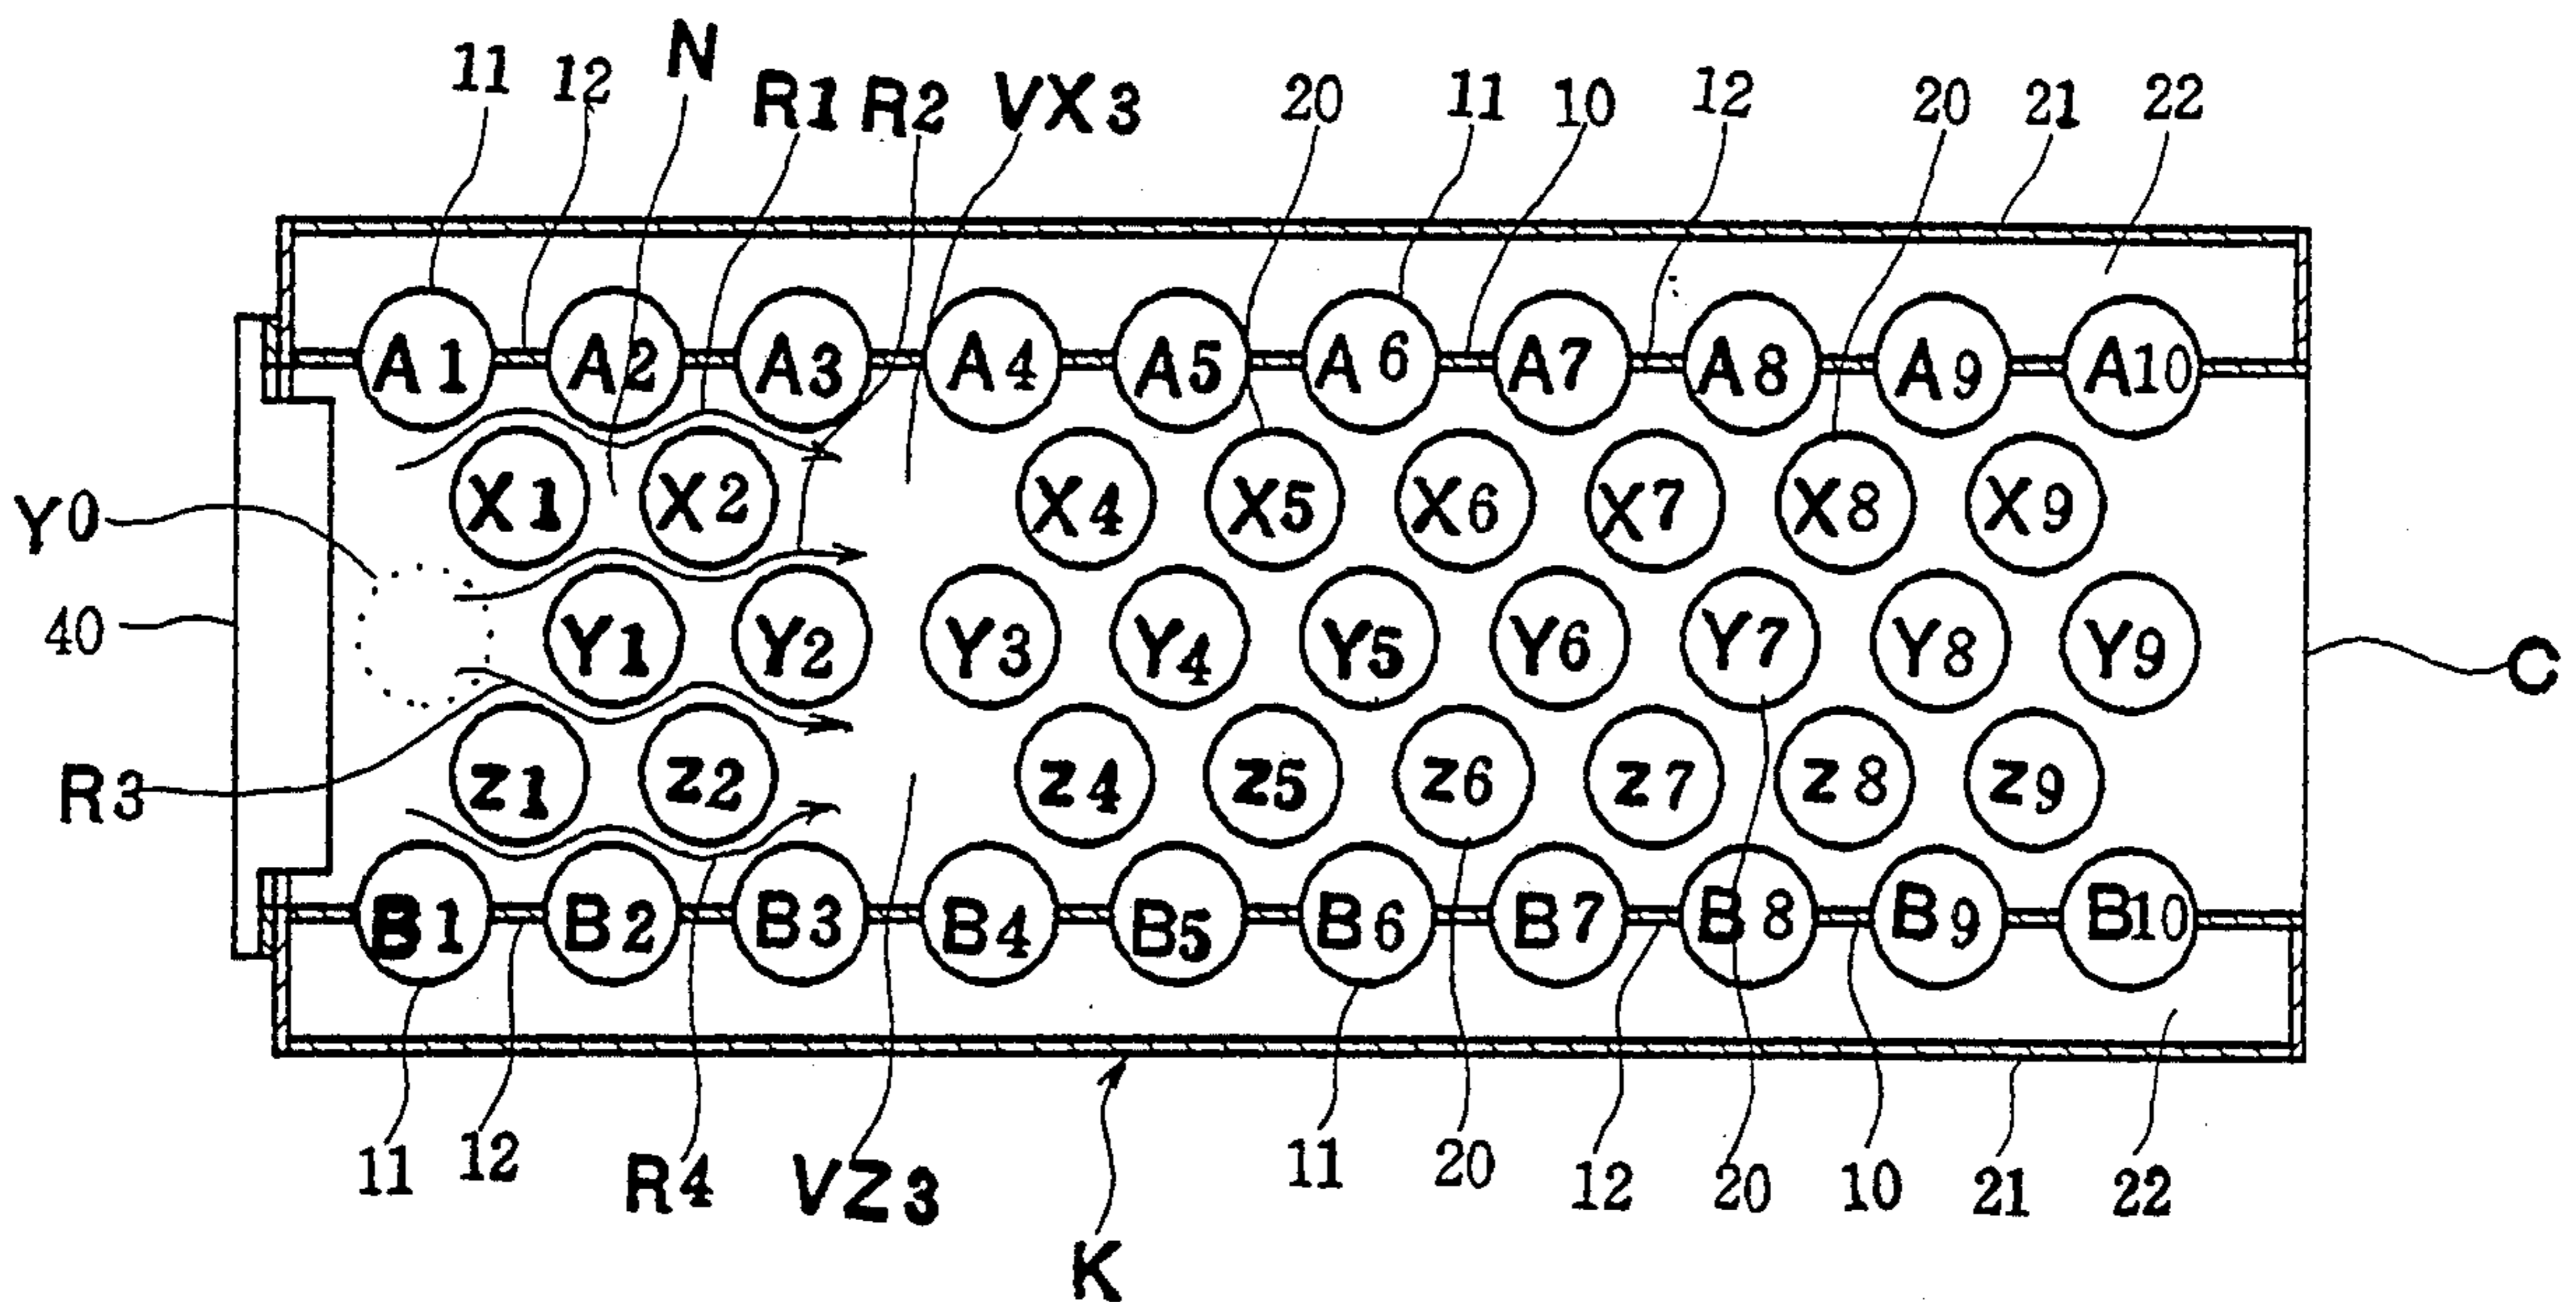 11 12 N R1 R2 VX3 20 11 10 12 20 21 22
A1 A2 A3 A4 A5 A6 A7 A8 A9 A10
X1 X2 X4 X5 X6 X7 X8 X9
Y0
40 Y1 Y2 Y3 Y4 Y5 Y6 Y7 Y8 Y9 C
R3 Z1 Z2 Z4 Z5 Z6 Z7 Z8 Z9
B1 B2 B3 B4 B5 B6 B7 B8 B9 B10
11 12 R4 VZ3 11 20 12 20 10 21 22
K